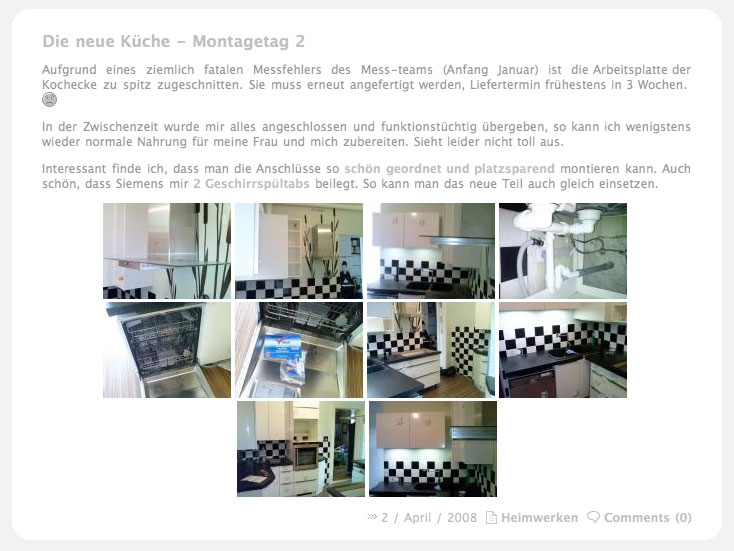 Die neue Küche – Montagetag 2
Aufgrund eines ziemlich fatalen Messfehlers des Mess-teams (Anfang Januar) ist die Arbeitsplatte der
Kochecke zu spitz zugeschnitten. Sie muss erneut angefertigt werden, Liefertermin frühestens in 3 Wochen.
In der Zwischenzeit wurde mir alles angeschlossen und funktionstüchtig übergeben, so kann ich wenigstens
wieder normale Nahrung für meine Frau und mich zubereiten. Sieht leider nicht toll aus.
Interessant finde ich, dass man die Anschlüsse so schön geordnet und platzsparend montieren kann. Auch
schön, dass Siemens mir 2 Geschirrspültabs beilegt. So kann man das neue Teil auch gleich einsetzen.
2 / April / 2008 Heimwerken Comments (0)